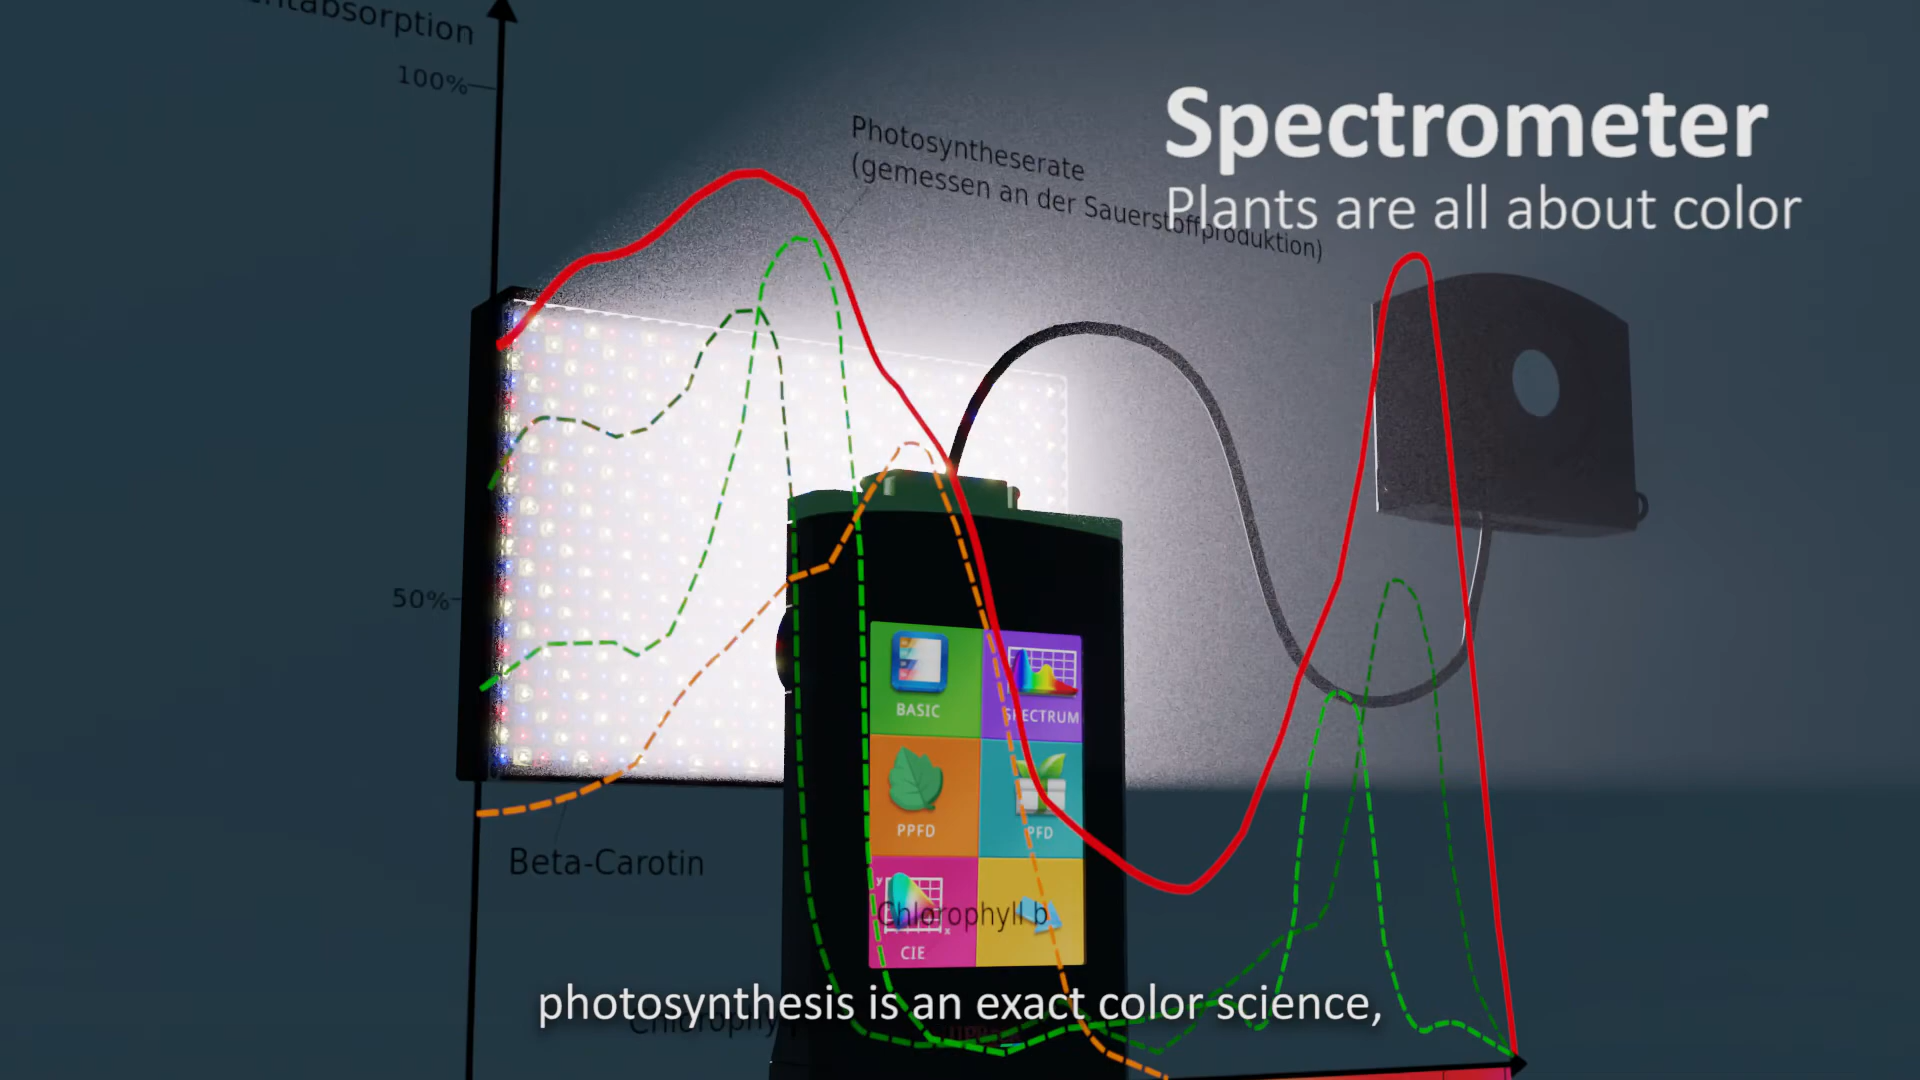 100%
Photosyntheserate
(gemessen an der Sauerstoffproduktion)
Spectrometer
Plants are all about color
50%
BASIC
SPECTRUM
PPFD
PFD
Beta-Carotin
Chlorophyll b
y
x
CIE
photosynthesis is an exact color science,